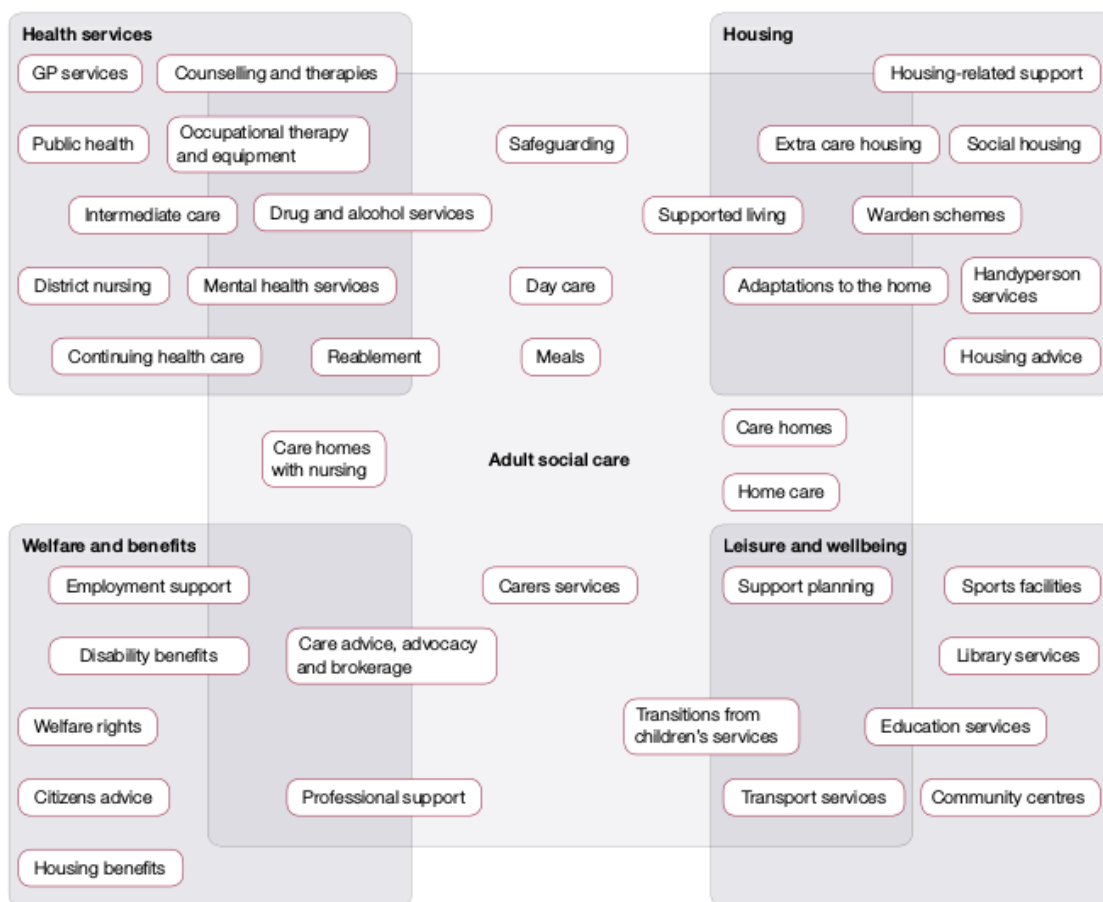 Health services
GP services
Counselling and therapies
Public health
Occupational therapy
and equipment
Intermediate care
Drug and alcohol services
District nursing
Mental health services
Continuing health care
Reablement
Housing
Housing-related support
Extra care housing
Social housing
Supported living
Warden schemes
Adaptations to the home
Handyperson
services
Housing advice
Safeguarding
Day care
Meals
Care homes
with nursing
Adult social care
Care homes
Home care
Carers services
Welfare and benefits
Employment support
Disability benefits
Care advice, advocacy
and brokerage
Welfare rights
Citizens advice
Professional support
Housing benefits
Leisure and wellbeing
Support planning
Sports facilities
Library services
Transitions from
children's services
Education services
Transport services
Community centres